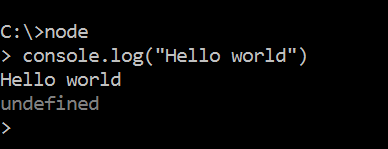 C:\>node
> console.log("Hello world")
Hello world
undefined
>